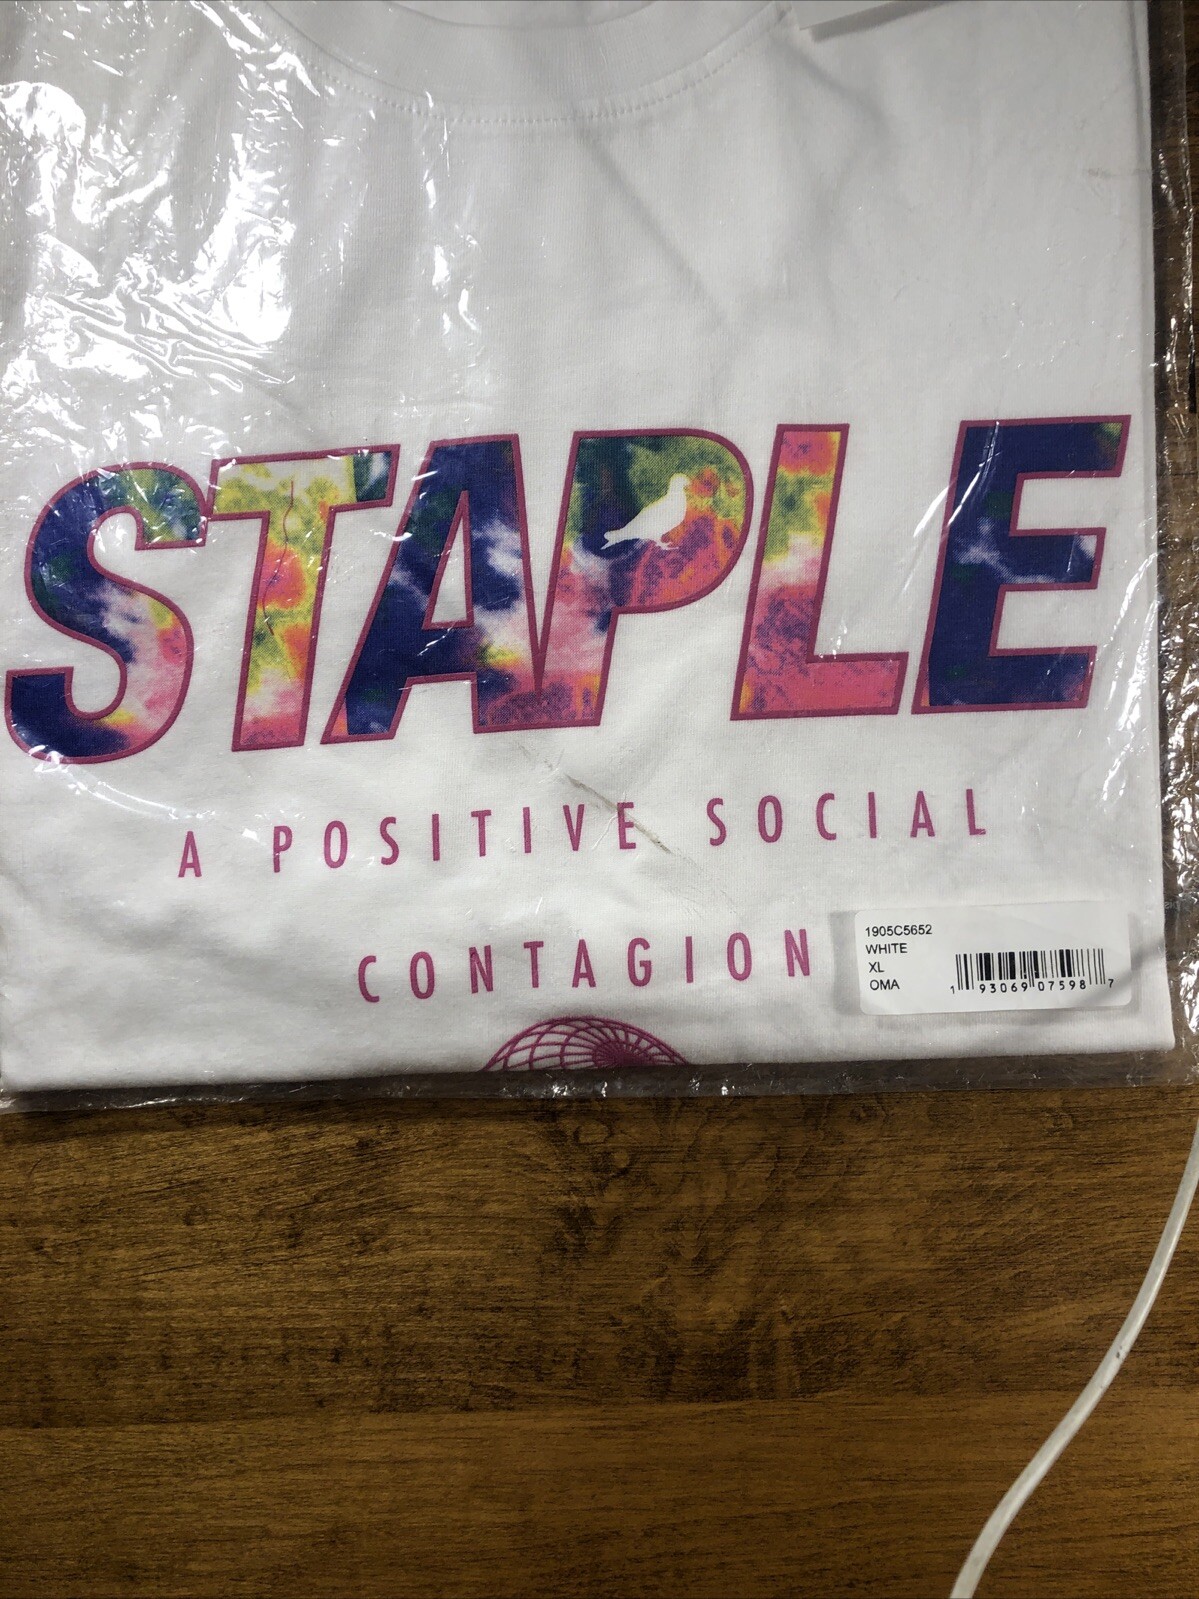 STAPLE
A POSITIVE SOCIAL
CONTAGION
1905C5652
WHITE
XL
OMA
1 93069 07598 7